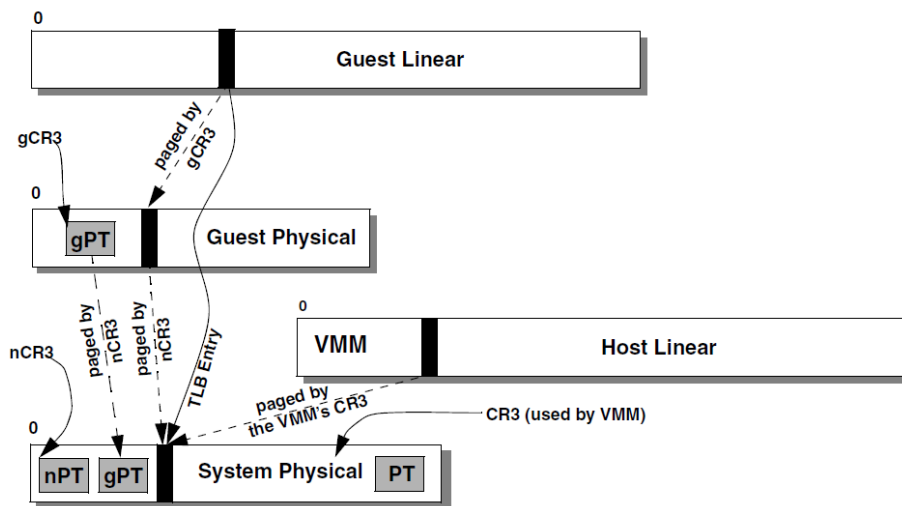 0
Guest Linear
paged by
gCR3
gCR3
0
gPT
Guest Physical
paged by
nCR3
paged by
nCR3
TLB Entry
0
VMM
Host Linear
nCR3
paged by
the VMM's CR3
CR3 (used by VMM)
0
nPT
gPT
System Physical
PT